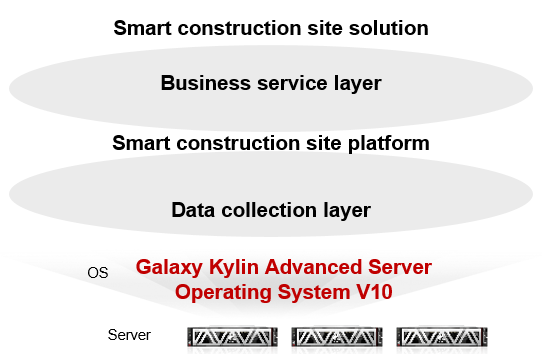 Smart construction site solution
Business service layer
Smart construction site platform
Data collection layer
OS
Galaxy Kylin Advanced Server
Operating System V10
Server